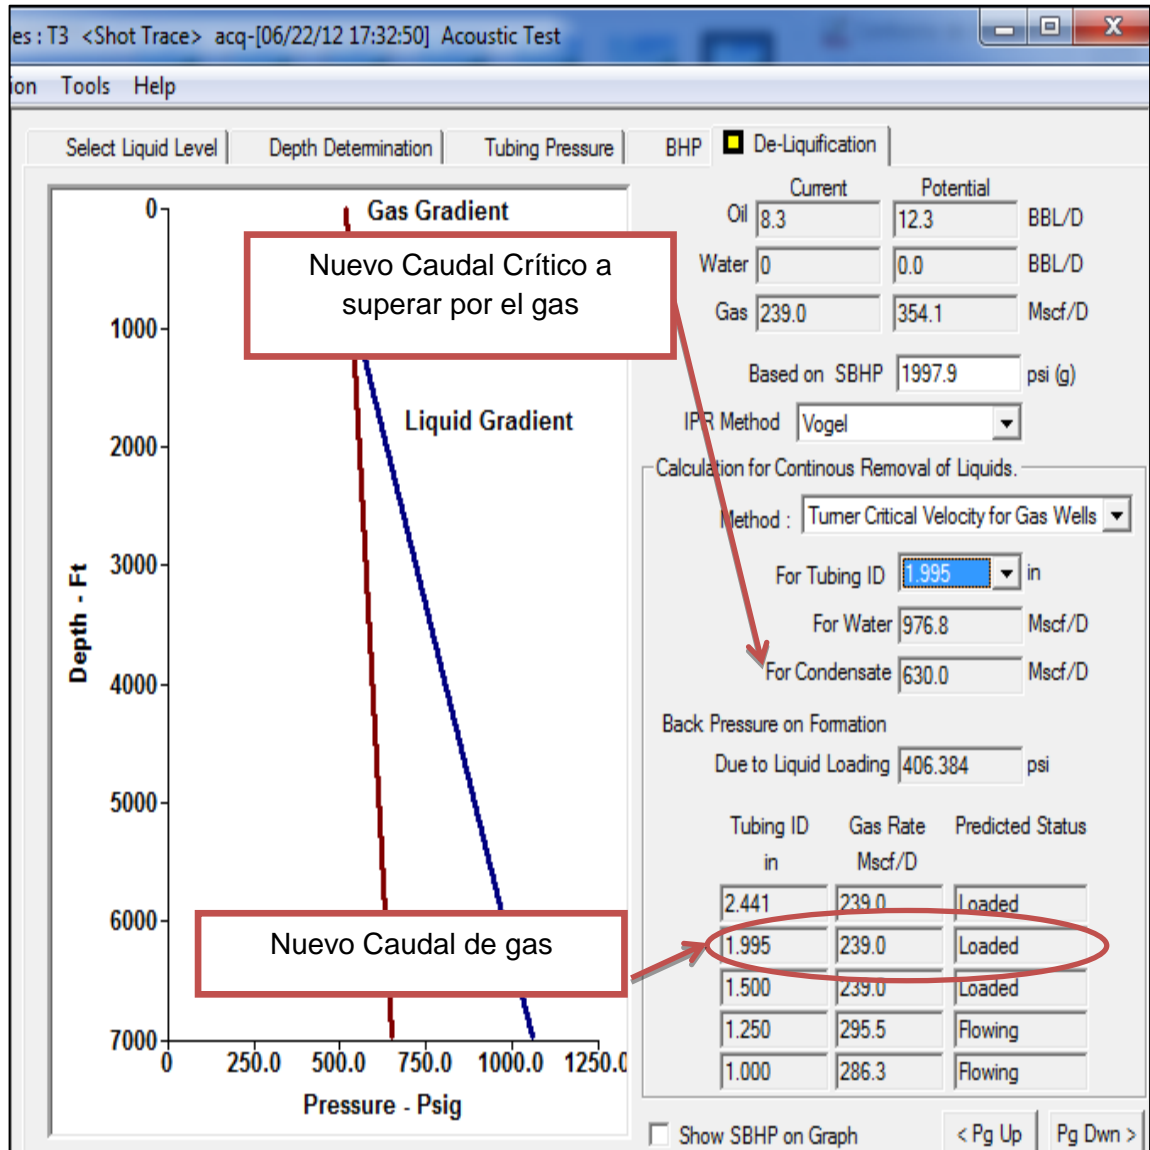 es : T3 <Shot Trace> acq-[06/22/12 17:32:50] Acoustic Test
ion Tools Help
Select Liquid Level Depth Determination Tubing Pressure BHP De-Liquification
Current Potential
Oil 8.3 12.3 BBL/D
Water 0 0.0 BBL/D
Gas 239.0 354.1 Mscf/D
Based on SBHP 1997.9 psi (g)
IPR Method Vogel
Calculation for Continous Removal of Liquids.
Method : Turner Critical Velocity for Gas Wells
For Tubing ID 1.995 in
For Water 976.8 Mscf/D
For Condensate 630.0 Mscf/D
Back Pressure on Formation
Due to Liquid Loading 406.384 psi
Tubing ID Gas Rate Predicted Status
in Mscf/D
2.441 239.0 Loaded
1.995 239.0 Loaded
1.500 239.0 Loaded
1.250 295.5 Flowing
1.000 286.3 Flowing
Show SBHP on Graph < Pg Up Pg Dwn >
Gas Gradient
Nuevo Caudal Crítico a
superar por el gas
Liquid Gradient
Nuevo Caudal de gas
Depth - Ft
0
1000
2000
3000
4000
5000
6000
7000
0 250.0 500.0 750.0 1000.0 1250.0
Pressure - Psig